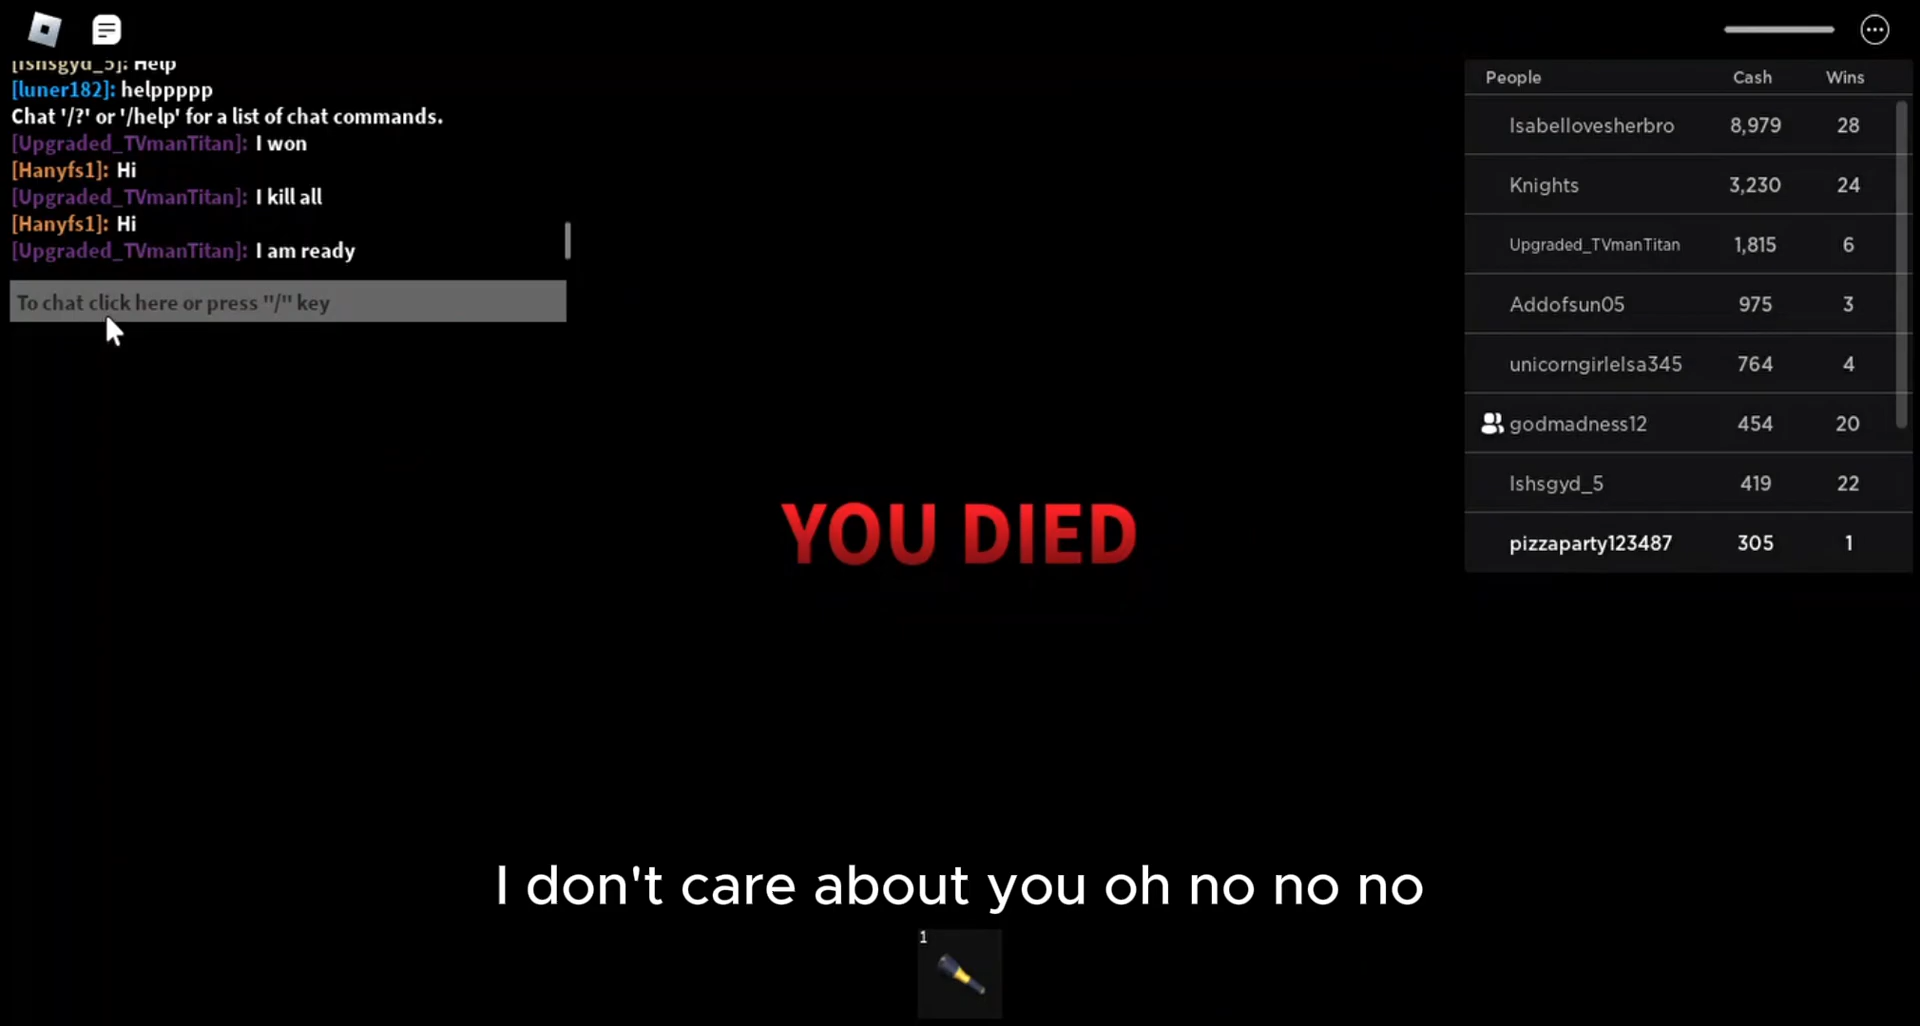 [Ishsgyd_5]: Help
[luner182]: helppppp
Chat '/?' or '/help' for a list of chat commands.
[Upgraded_TVmanTitan]: I won
[Hanyfs1]: Hi
[Upgraded_TVmanTitan]: I kill all
[Hanyfs1]: Hi
[Upgraded_TVmanTitan]: I am ready
To chat click here or press "/" key
People Cash Wins
Isabellovesherbro 8,979 28
Knights 3,230 24
Upgraded_TVmanTitan 1,815 6
Addofsun05 975 3
unicorngirlelsa345 764 4
godmadness12 454 20
Ishsgyd_5 419 22
pizzaparty123487 305 1
YOU DIED
I don't care about you oh no no no
1